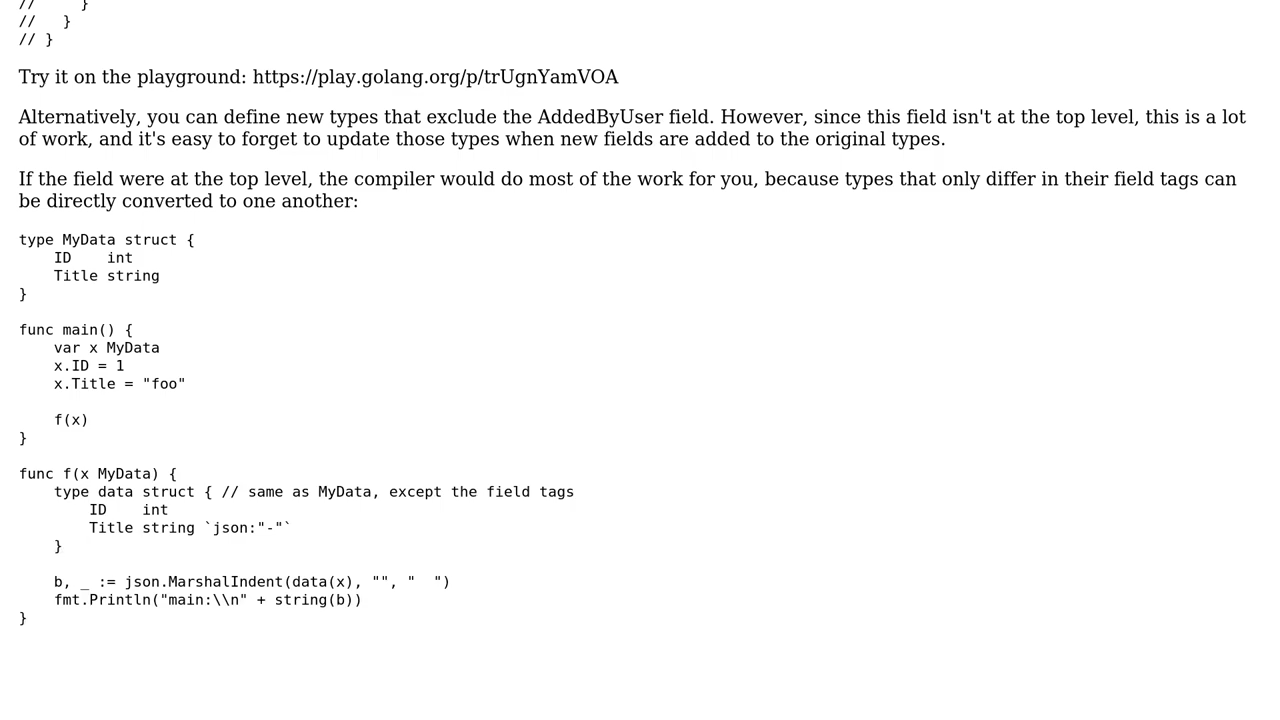 //     }
//   }
// }
Try it on the playground: https://play.golang.org/p/trUgnYamVOA
Alternatively, you can define new types that exclude the AddedByUser field. However, since this field isn't at the top level, this is a lot
of work, and it's easy to forget to update those types when new fields are added to the original types.
If the field were at the top level, the compiler would do most of the work for you, because types that only differ in their field tags can
be directly converted to one another:
type MyData struct {
    ID    int
    Title string
}
func main() {
    var x MyData
    x.ID = 1
    x.Title = "foo"
    f(x)
}
func f(x MyData) {
    type data struct { // same as MyData, except the field tags
        ID    int
        Title string `json:"-"`
    }
    b, _ := json.MarshalIndent(data(x), "", "  ")
    fmt.Println("main:\\n" + string(b))
}